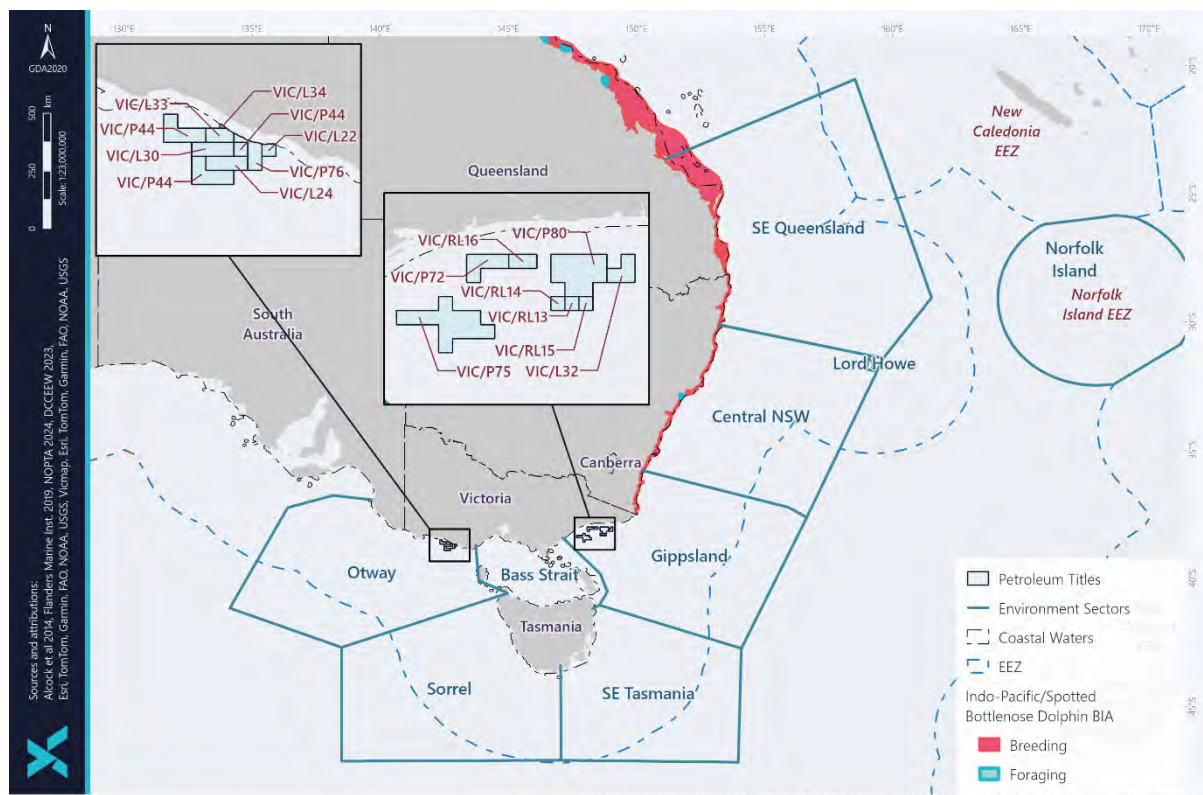 130°E
135°E
140°E
145°E
150°E
155°E
160°E
165°E
170°E
N
GDA2020
500
km
250
0
Scale: 1:23,000,000
Sources and attributions:
Alcock et al 2014, Flanders Marine Inst. 2019, NOPTA 2024, DCCEEW 2023,
Esri, TomTom, Garmin, FAO, NOAA, USGS, Vicmap, Esri, TomTom, Garmin, FAO, NOAA, USGS
VIC/L34
VIC/L33
VIC/P44
VIC/P44
VIC/L22
VIC/L30
VIC/P76
VIC/P44
VIC/L24
VIC/P80
VIC/RL16
VIC/P72
VIC/RL14
VIC/RL13
VIC/RL15
VIC/P75
VIC/L32
Queensland
South
Australia
Victoria
Canberra
Tasmania
New
Caledonia
EEZ
SE Queensland
Norfolk
Island
Norfolk
Island EEZ
Lord Howe
Central NSW
Gippsland
Bass Strait
Otway
Sorrel
SE Tasmania
20°S
25°S
30°S
35°S
40°S
45°S
Petroleum Titles
Environment Sectors
Coastal Waters
EEZ
Indo-Pacific/Spotted
Bottlenose Dolphin BIA
Breeding
Foraging